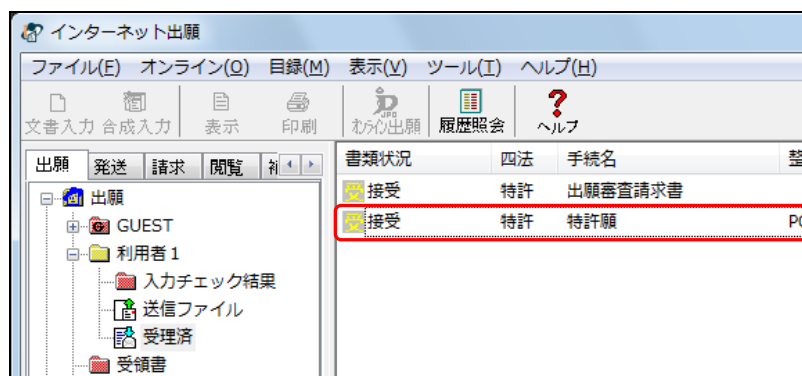 インターネット出願
ファイル(F) オンライン(O) 目録(M) 表示(V) ツール(T) ヘルプ(H)
文書入力 合成入力 表示 印刷 オンライン出願 履歴照会 ヘルプ
出願 発送 請求 閲覧
書類状況 四法 手続名 整
受 接受 特許 出願審査請求書
受 接受 特許 特許願 PC
出願
GUEST
利用者1
入力チェック結果
送信ファイル
受理済
受領書